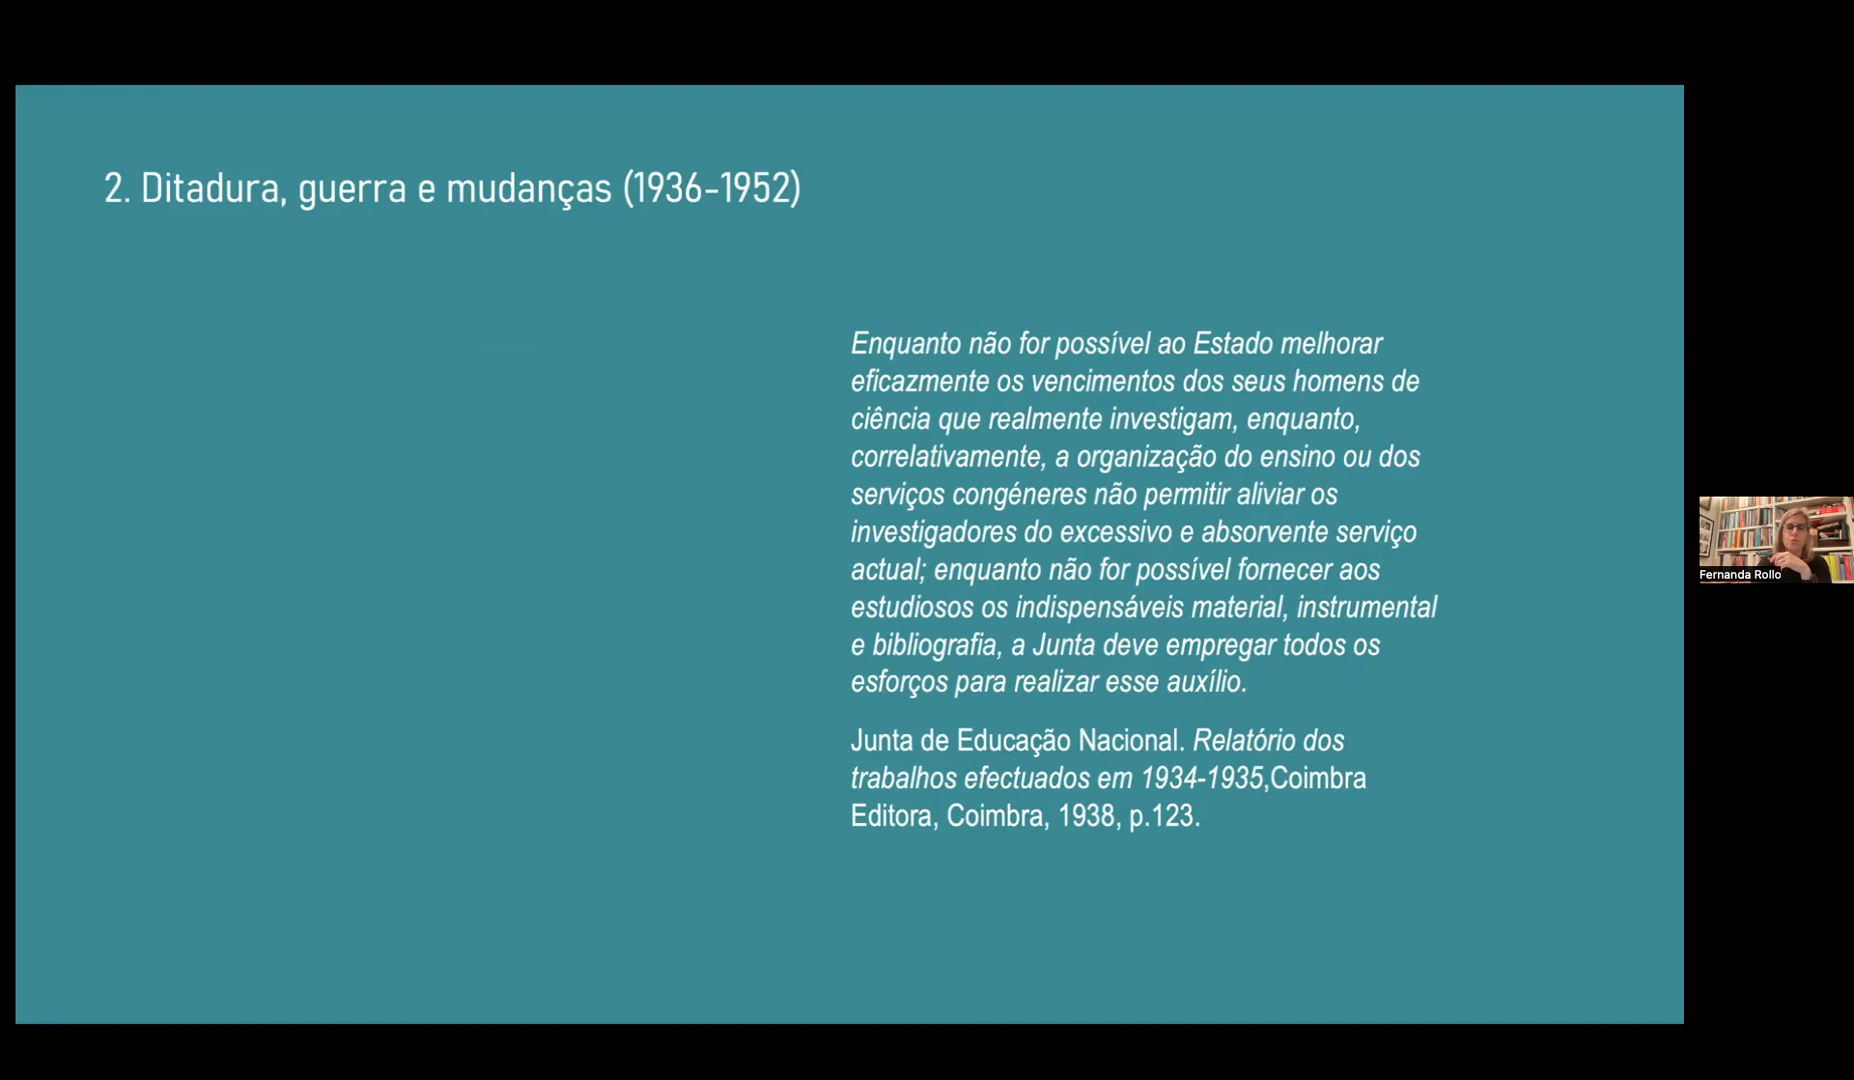 2. Ditadura, guerra e mudanças (1936-1952)
Enquanto não for possível ao Estado melhorar
eficazmente os vencimentos dos seus homens de
ciência que realmente investigam, enquanto,
correlativamente, a organização do ensino ou dos
serviços congéneres não permitir aliviar os
investigadores do excessivo e absorvente serviço
actual; enquanto não for possível fornecer aos
estudiosos os indispensáveis material, instrumental
e bibliografia, a Junta deve empregar todos os
esforços para realizar esse auxílio.
Junta de Educação Nacional. Relatório dos
trabalhos efectuados em 1934-1935,Coimbra
Editora, Coimbra, 1938, p.123.
Fernanda Rollo